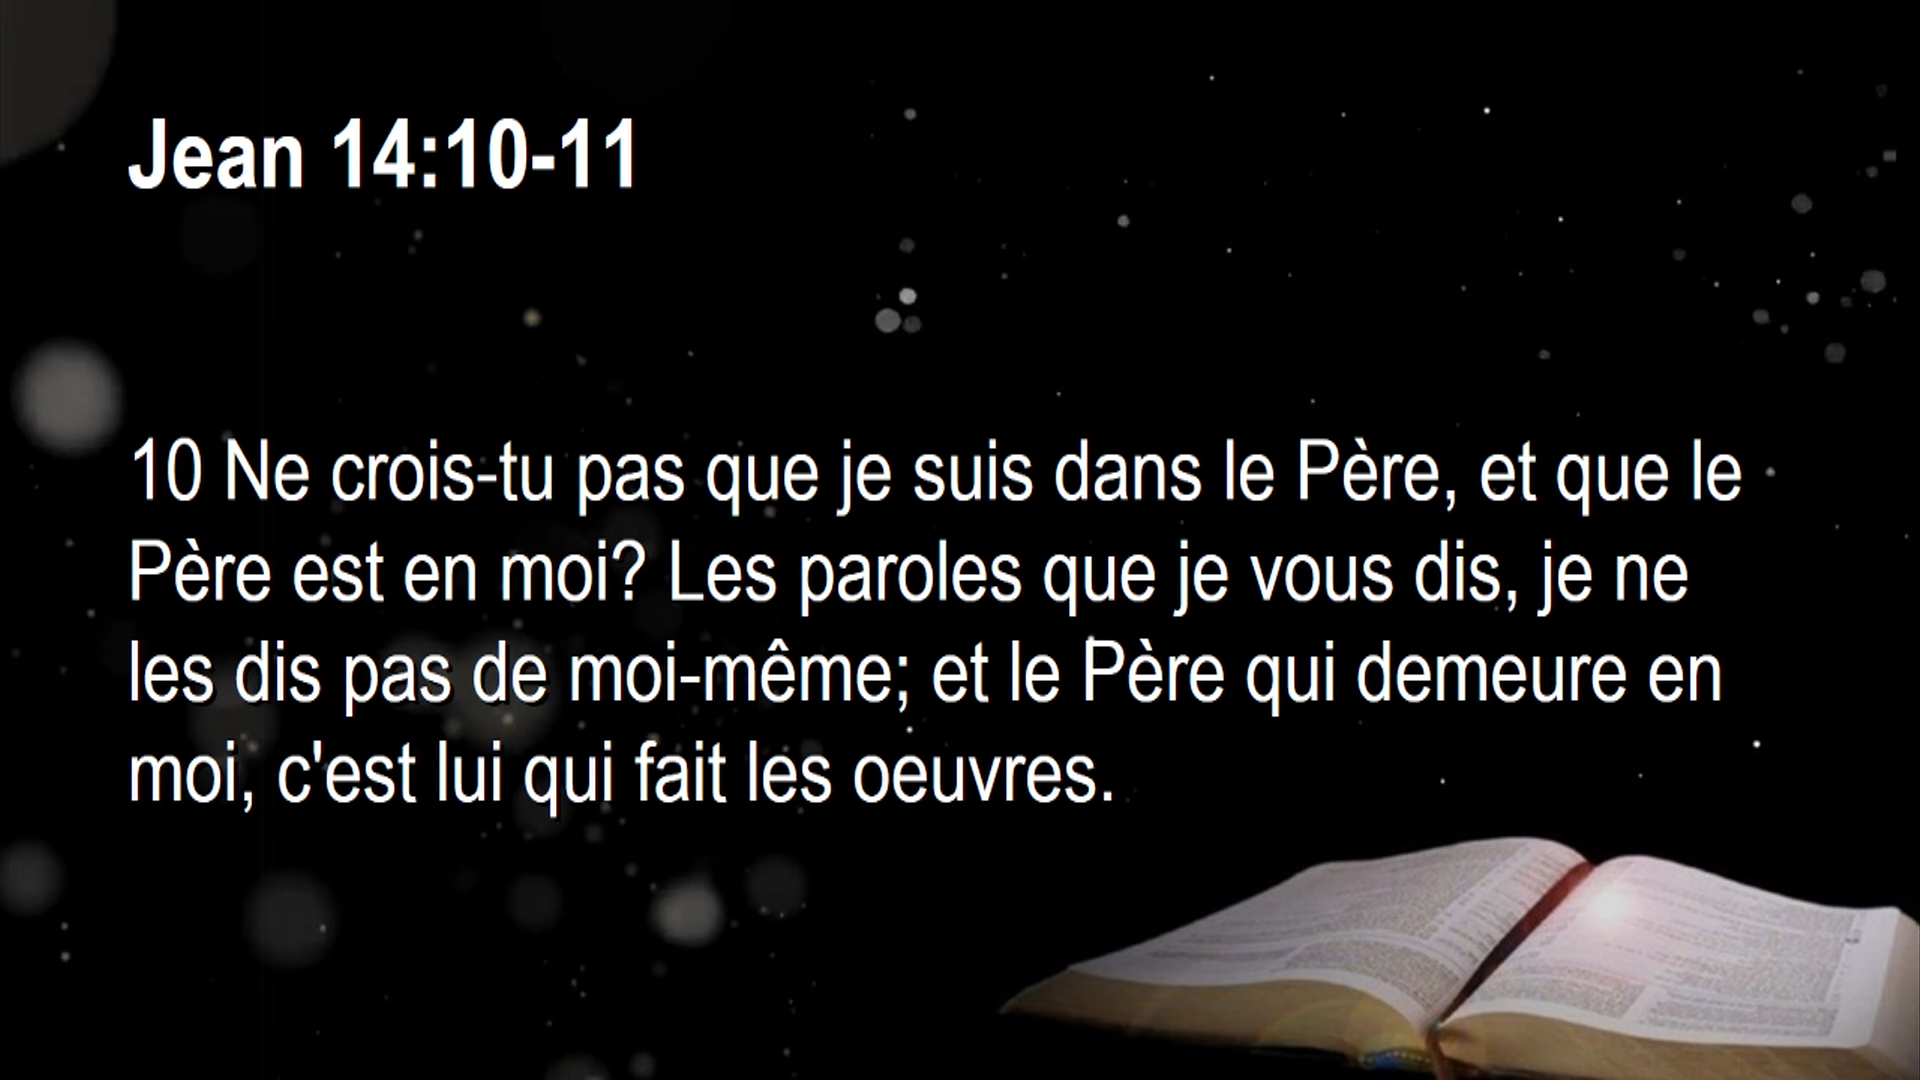 Jean 14:10-11
10 Ne crois-tu pas que je suis dans le Père, et que le
Père est en moi? Les paroles que je vous dis, je ne
les dis pas de moi-même; et le Père qui demeure en
moi, c'est lui qui fait les oeuvres.